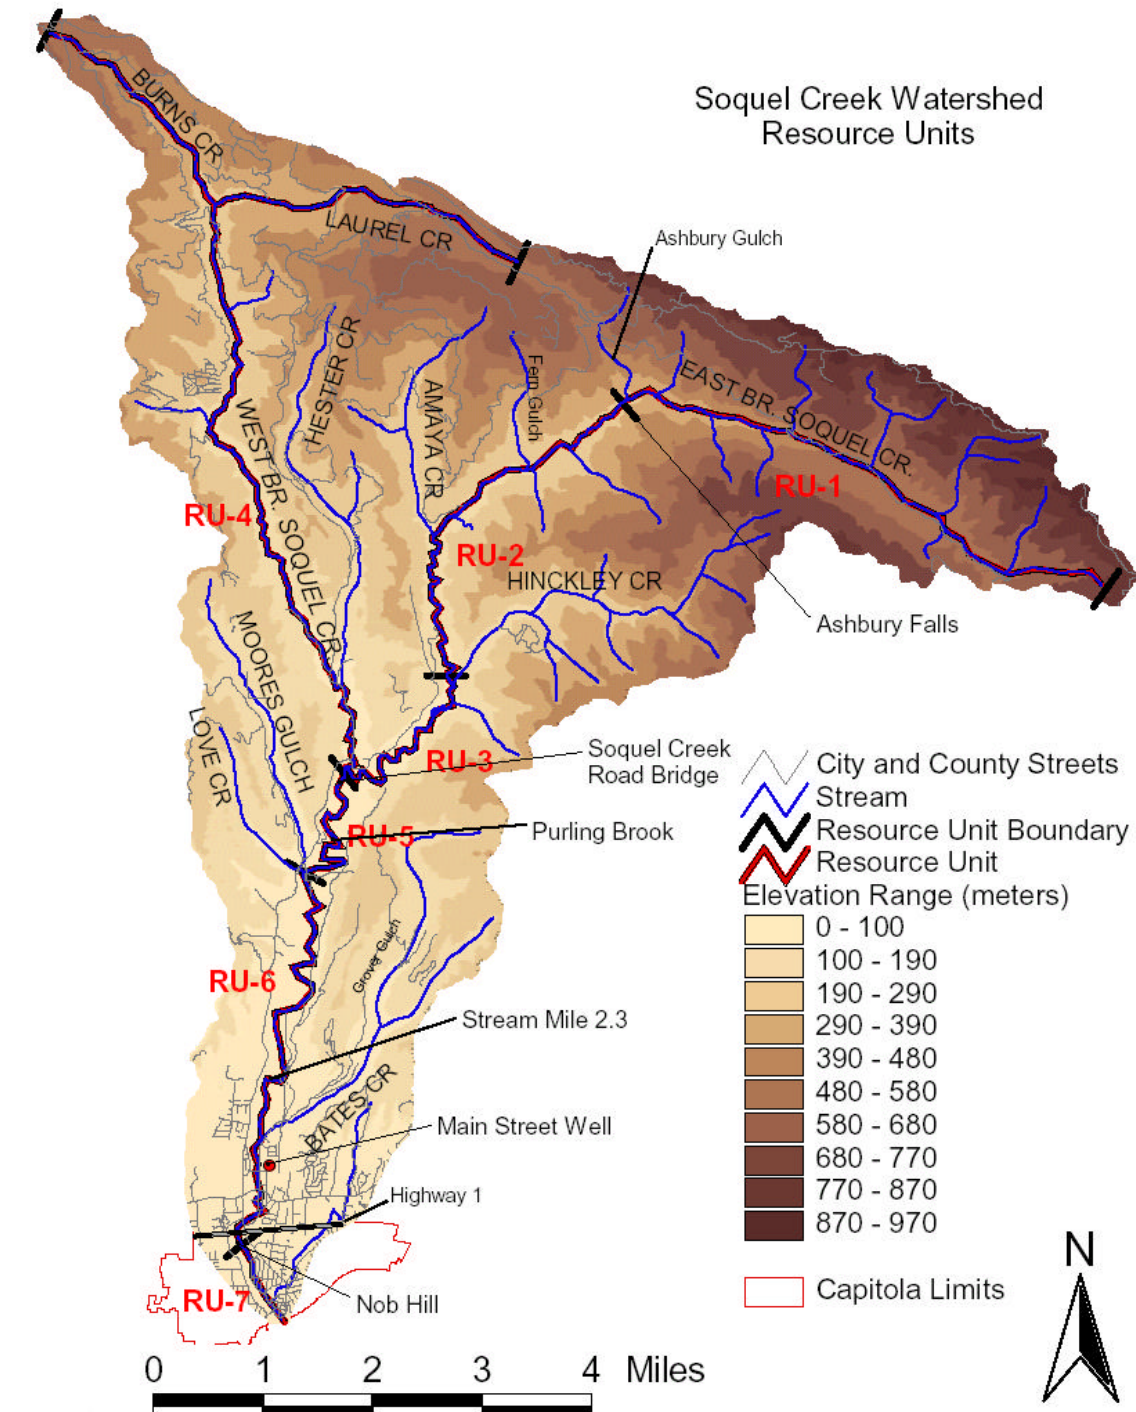 Soquel Creek Watershed
Resource Units
BURNS CR
LAUREL CR
Ashbury Gulch
HESTER CR
AMAYA CR
Fern Gulch
EAST BR. SOQUEL CR.
RU-1
WEST BR. SOQUEL CR
RU-4
RU-2
HINCKLEY CR
Ashbury Falls
MOORES GULCH
LOVE CR
RU-3
Soquel Creek
Road Bridge
RU-5
Purling Brook
City and County Streets
Stream
Resource Unit Boundary
Resource Unit
Elevation Range (meters)
0 - 100
100 - 190
190 - 290
290 - 390
390 - 480
480 - 580
580 - 680
680 - 770
770 - 870
870 - 970
Capitola Limits
Grover Gulch
RU-6
Stream Mile 2.3
BATES CR
Main Street Well
Highway 1
RU-7
Nob Hill
N
0 1 2 3 4 Miles